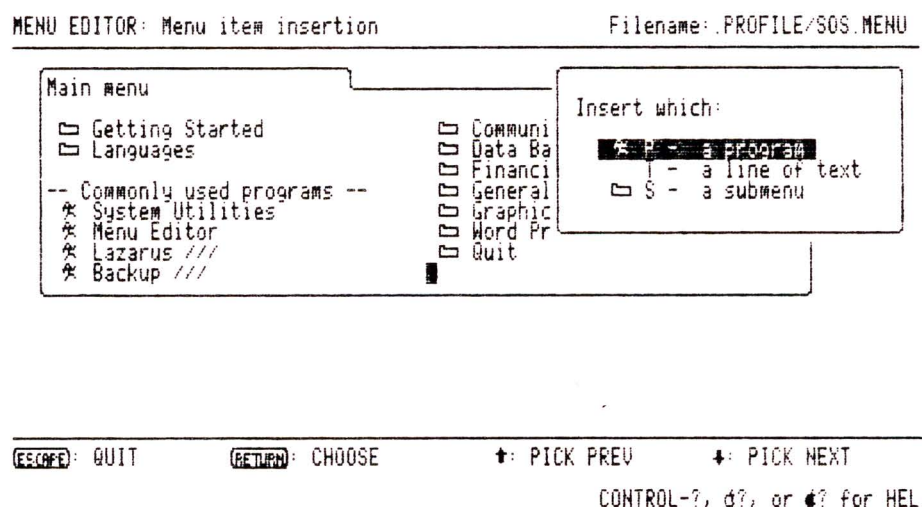 MENU EDITOR: Menu item insertion
Filename: .PROFILE/SOS.MENU
Main menu
Getting Started
Languages
-- Commonly used programs --
System Utilities
Menu Editor
Lazarus ///
Backup ///
Communi
Data Ba
Financi
General
Graphic
Word Pr
Quit
Insert which:
P - a program
T - a line of text
S - a submenu
ESCAPE: QUIT
RETURN: CHOOSE
↑: PICK PREV
↓: PICK NEXT
CONTROL-?, ? or ? for HEL